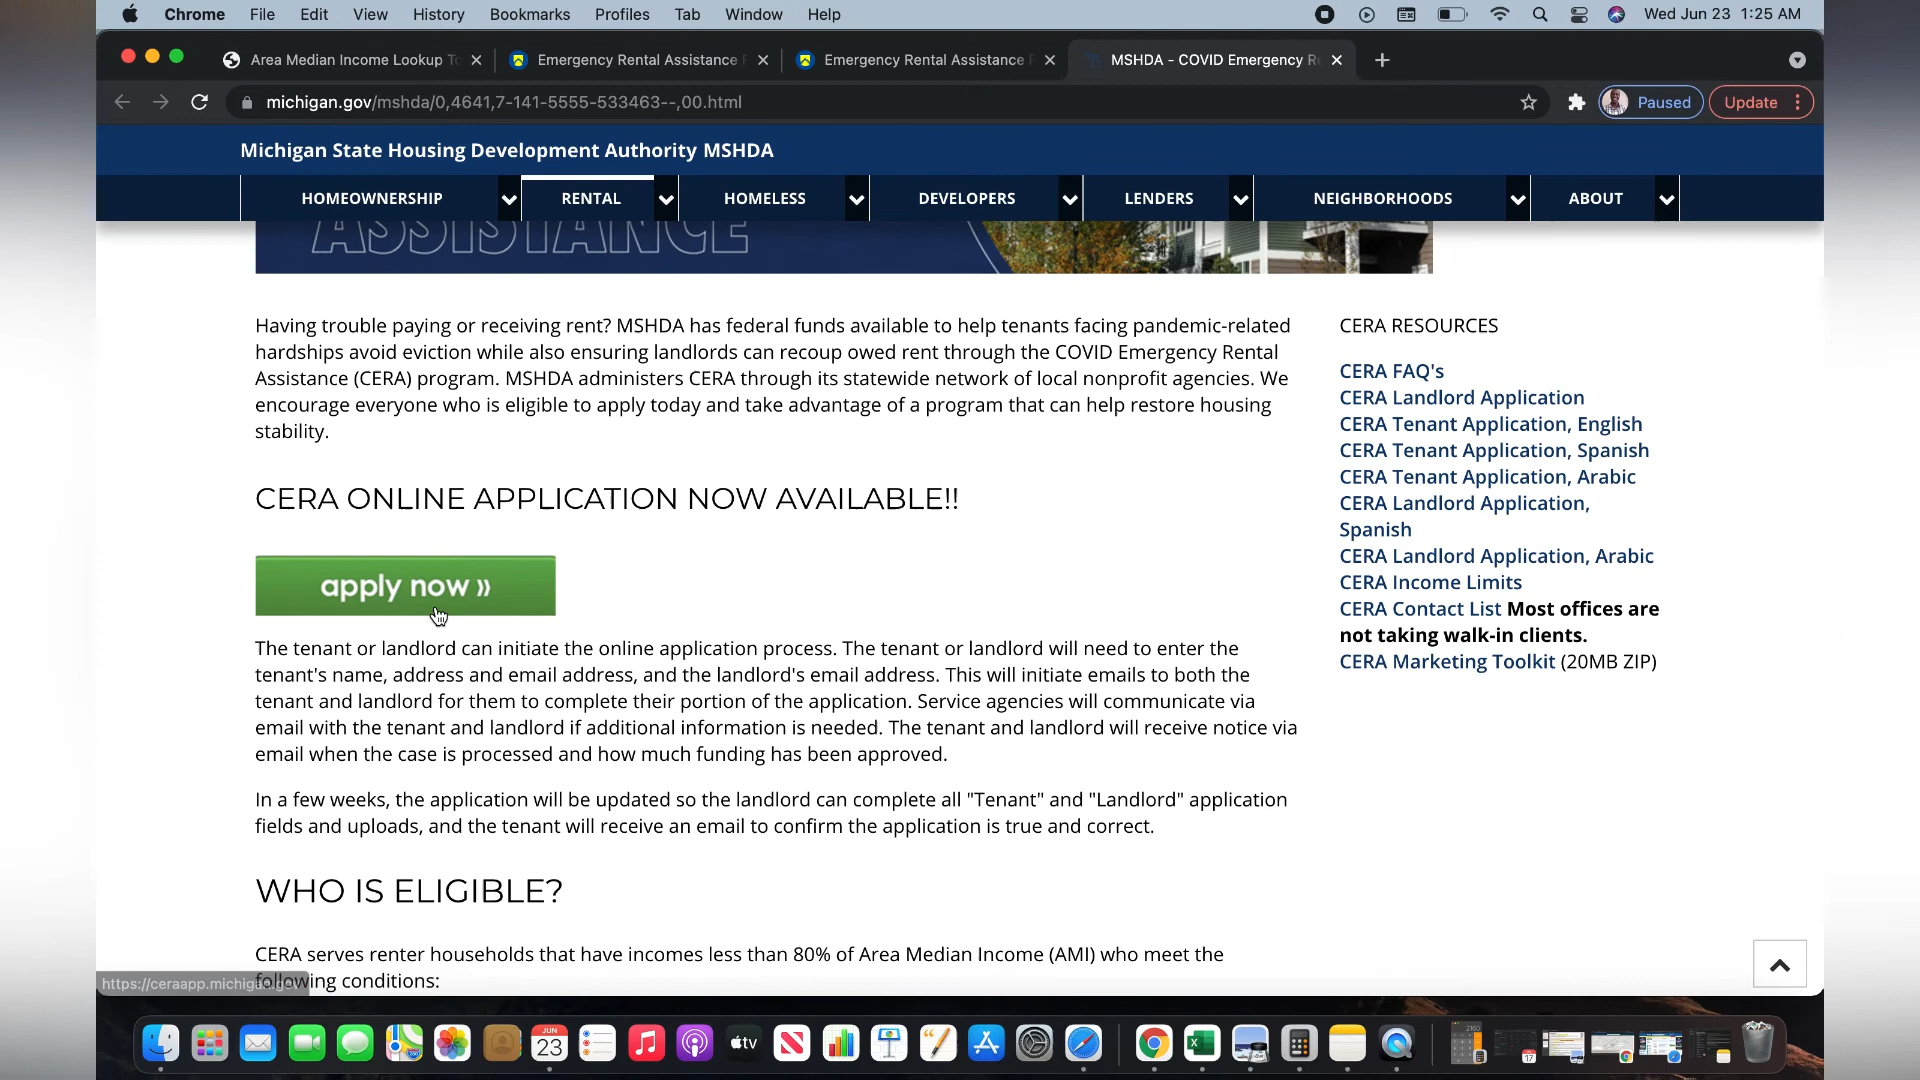 Chrome File Edit View History Bookmarks Profiles Tab Window Help Wed Jun 23 1:25 AM
Area Median Income Lookup To Emergency Rental Assistance Emergency Rental Assistance MSHDA - COVID Emergency R
michigan.gov/mshda/0,4641,7-141-5555-533463--,00.html Paused Update
Michigan State Housing Development Authority MSHDA
HOMEOWNERSHIP RENTAL HOMELESS DEVELOPERS LENDERS NEIGHBORHOODS ABOUT
ASSISTANCE
Having trouble paying or receiving rent? MSHDA has federal funds available to help tenants facing pandemic-related
hardships avoid eviction while also ensuring landlords can recoup owed rent through the COVID Emergency Rental
Assistance (CERA) program. MSHDA administers CERA through its statewide network of local nonprofit agencies. We
encourage everyone who is eligible to apply today and take advantage of a program that can help restore housing
stability.
CERA ONLINE APPLICATION NOW AVAILABLE!!
apply now »
The tenant or landlord can initiate the online application process. The tenant or landlord will need to enter the
tenant's name, address and email address, and the landlord's email address. This will initiate emails to both the
tenant and landlord for them to complete their portion of the application. Service agencies will communicate via
email with the tenant and landlord if additional information is needed. The tenant and landlord will receive notice via
email when the case is processed and how much funding has been approved.
In a few weeks, the application will be updated so the landlord can complete all "Tenant" and "Landlord" application
fields and uploads, and the tenant will receive an email to confirm the application is true and correct.
WHO IS ELIGIBLE?
CERA serves renter households that have incomes less than 80% of Area Median Income (AMI) who meet the
following conditions:
CERA RESOURCES
CERA FAQ's
CERA Landlord Application
CERA Tenant Application, English
CERA Tenant Application, Spanish
CERA Tenant Application, Arabic
CERA Landlord Application,
Spanish
CERA Landlord Application, Arabic
CERA Income Limits
CERA Contact List Most offices are
not taking walk-in clients.
CERA Marketing Toolkit (20MB ZIP)
https://ceraapp.michigan.gov
JUN
23
tv